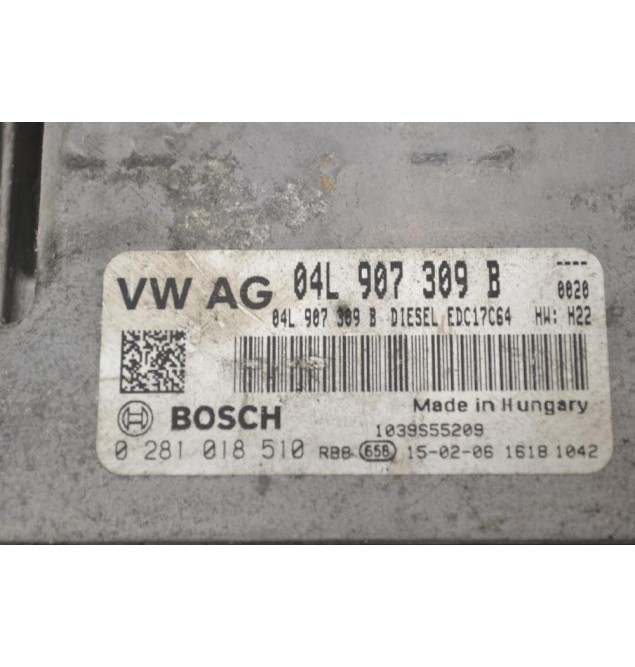 VW AG 04L 907 309 B ----
0020
04L 907 309 B DIESEL EDC17C64 HW: H22
BOSCH Made in Hungary
1039S55209
0 281 018 510 RB8 658 15-02-06 1618 1042